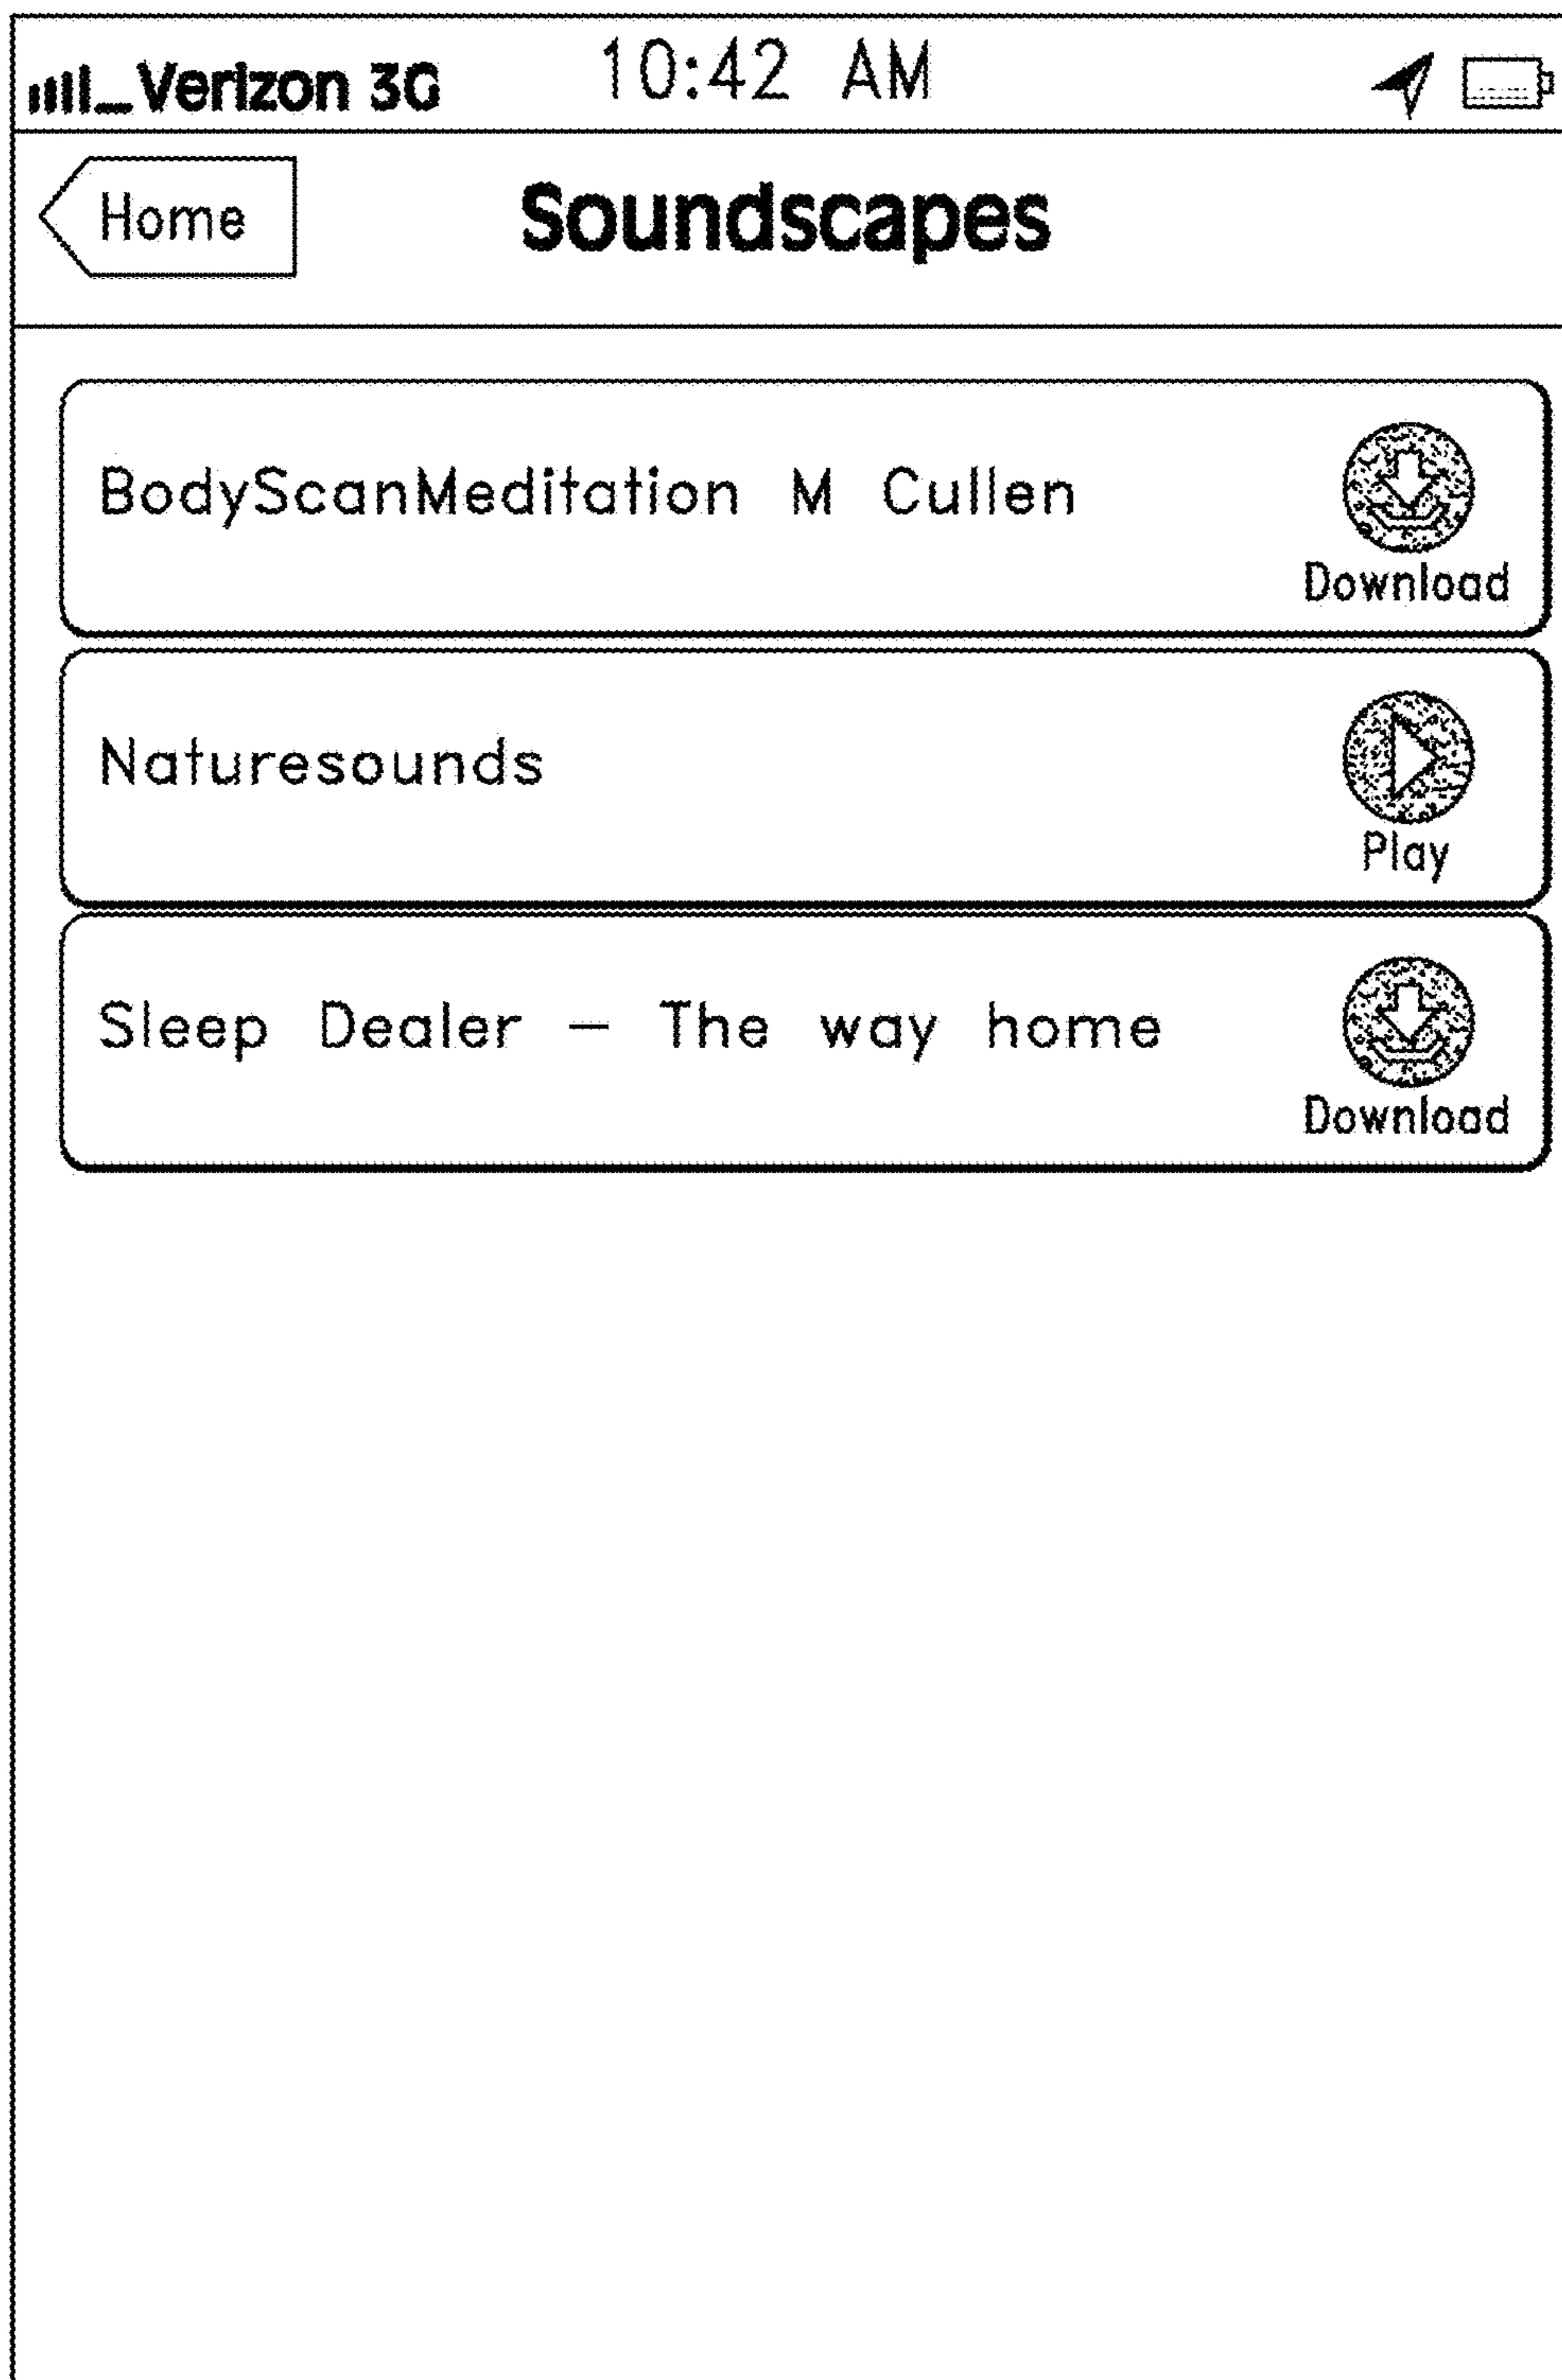 Verizon 3G 10:42 AM
Home Soundscapes
BodyScanMeditation M Cullen
Download
Naturesounds
Play
Sleep Dealer – The way home
Download